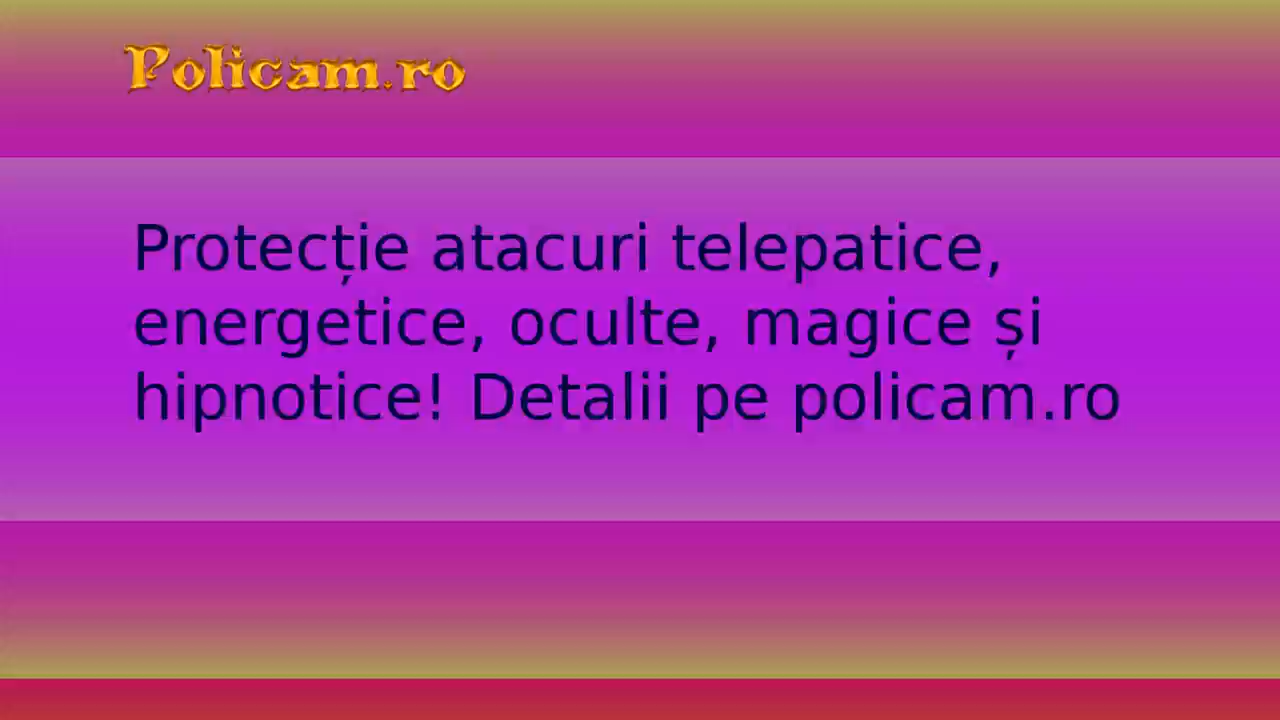 Policam.ro
Protecție atacuri telepatice,
energetice, oculte, magice și
hipnotice! Detalii pe policam.ro